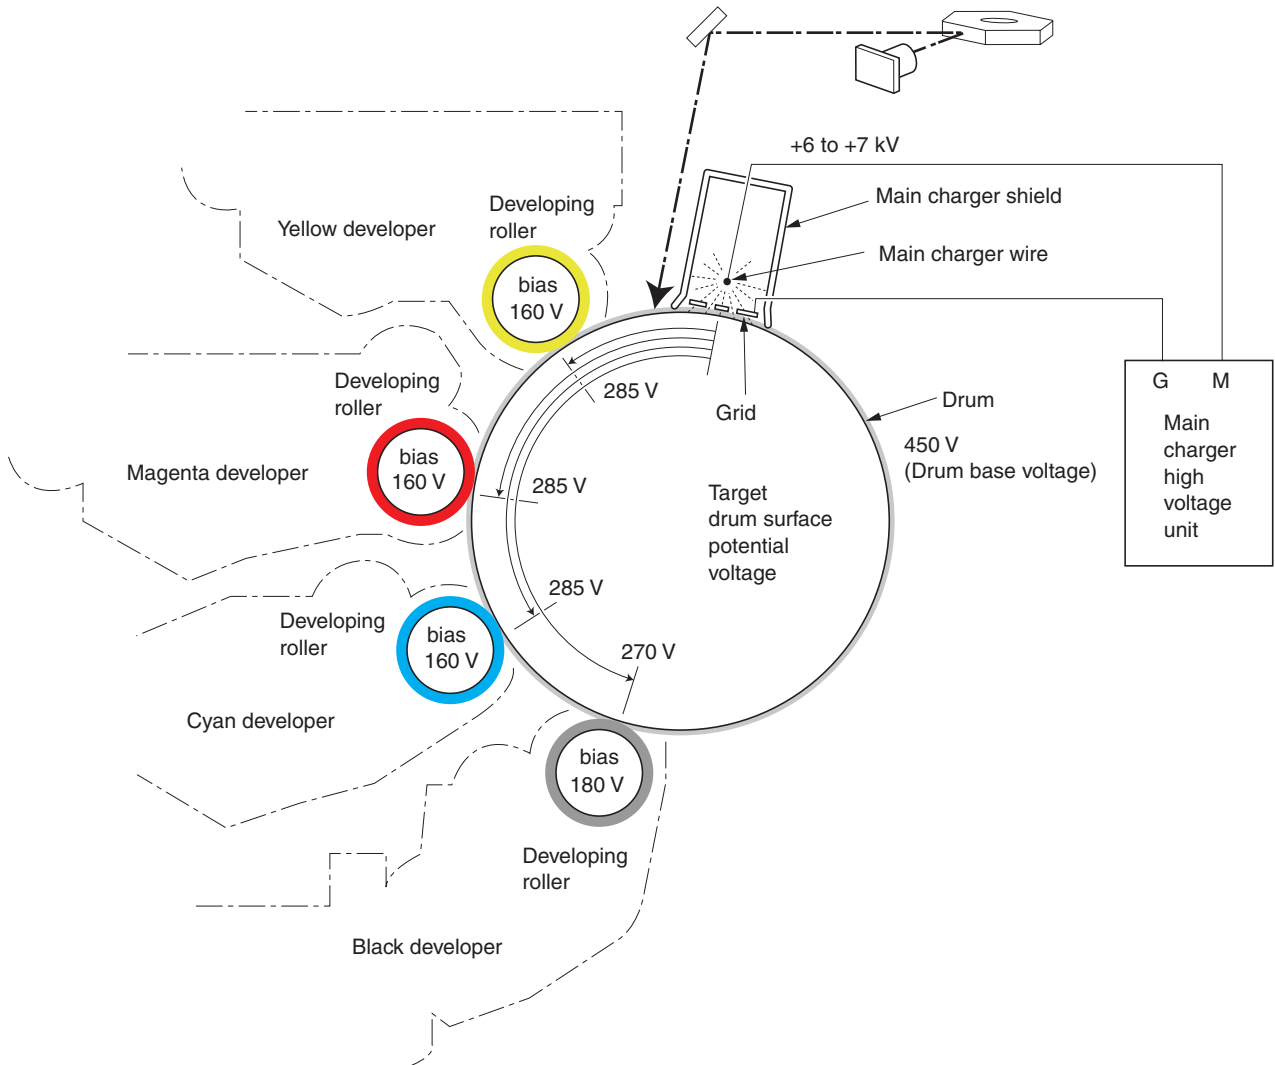 +6 to +7 kV
Main charger shield
Main charger wire
Developing
roller
Yellow developer
bias
160 V
Developing
roller
Magenta developer
bias
160 V
285 V
Grid
Drum
450 V
(Drum base voltage)
G M
Main
charger
high
voltage
unit
285 V
Target
drum surface
potential
voltage
285 V
Developing
roller
bias
160 V
Cyan developer
270 V
bias
180 V
Developing
roller
Black developer